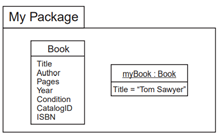 My Package
Book
Title
Author
Pages
Year
Condition
CatalogID
ISBN
myBook : Book
Title = "Tom Sawyer"